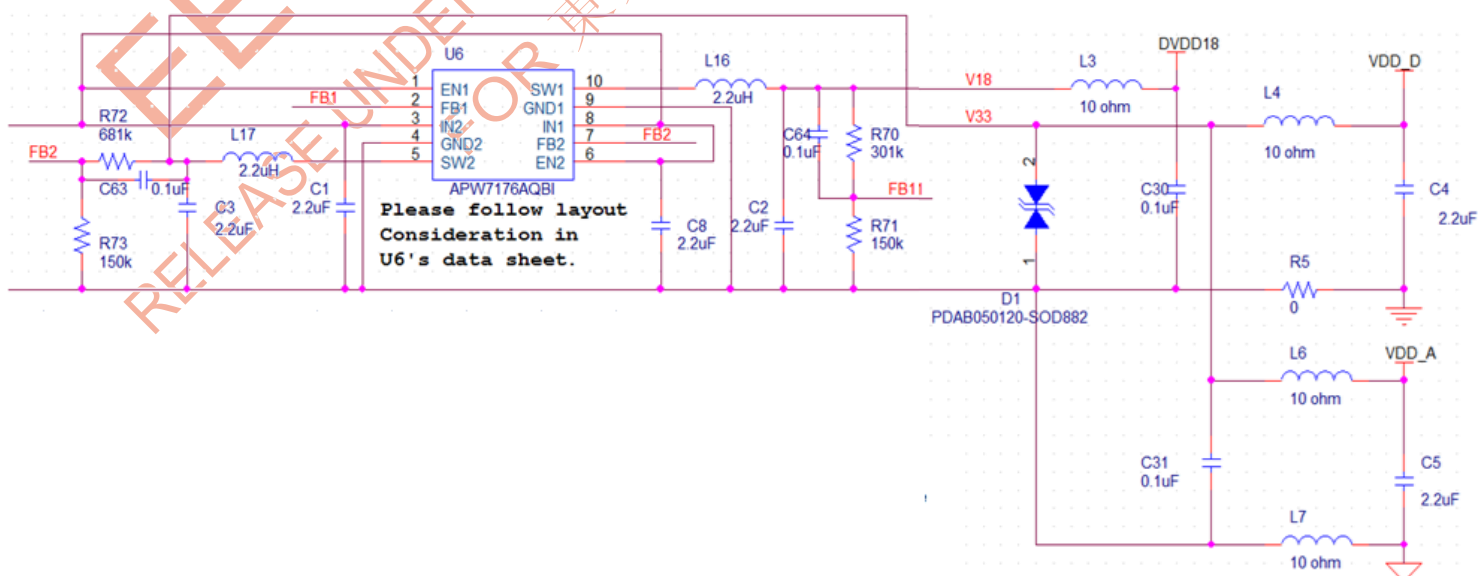 RELEASE UNDER
FOR 東
U6
1
EN1
SW1
10
2
FB1
GND1
9
3
IN2
IN1
8
4
GND2
FB2
7
5
SW2
EN2
6
APW7176AQBI
FB1
FB2
FB2
R72
681k
L17
2.2uH
C63
0.1uF
C3
2.2uF
C1
2.2uF
R73
150k
Please follow layout
Consideration in
U6's data sheet.
L16
2.2uH
C64
0.1uF
R70
301k
FB11
C8
2.2uF
C2
2.2uF
R71
150k
V18
V33
L3
10 ohm
DVDD18
L4
10 ohm
VDD_D
2
1
D1
PDAB050120-SOD882
C30
0.1uF
C4
2.2uF
R5
0
L6
10 ohm
VDD_A
C31
0.1uF
C5
2.2uF
L7
10 ohm